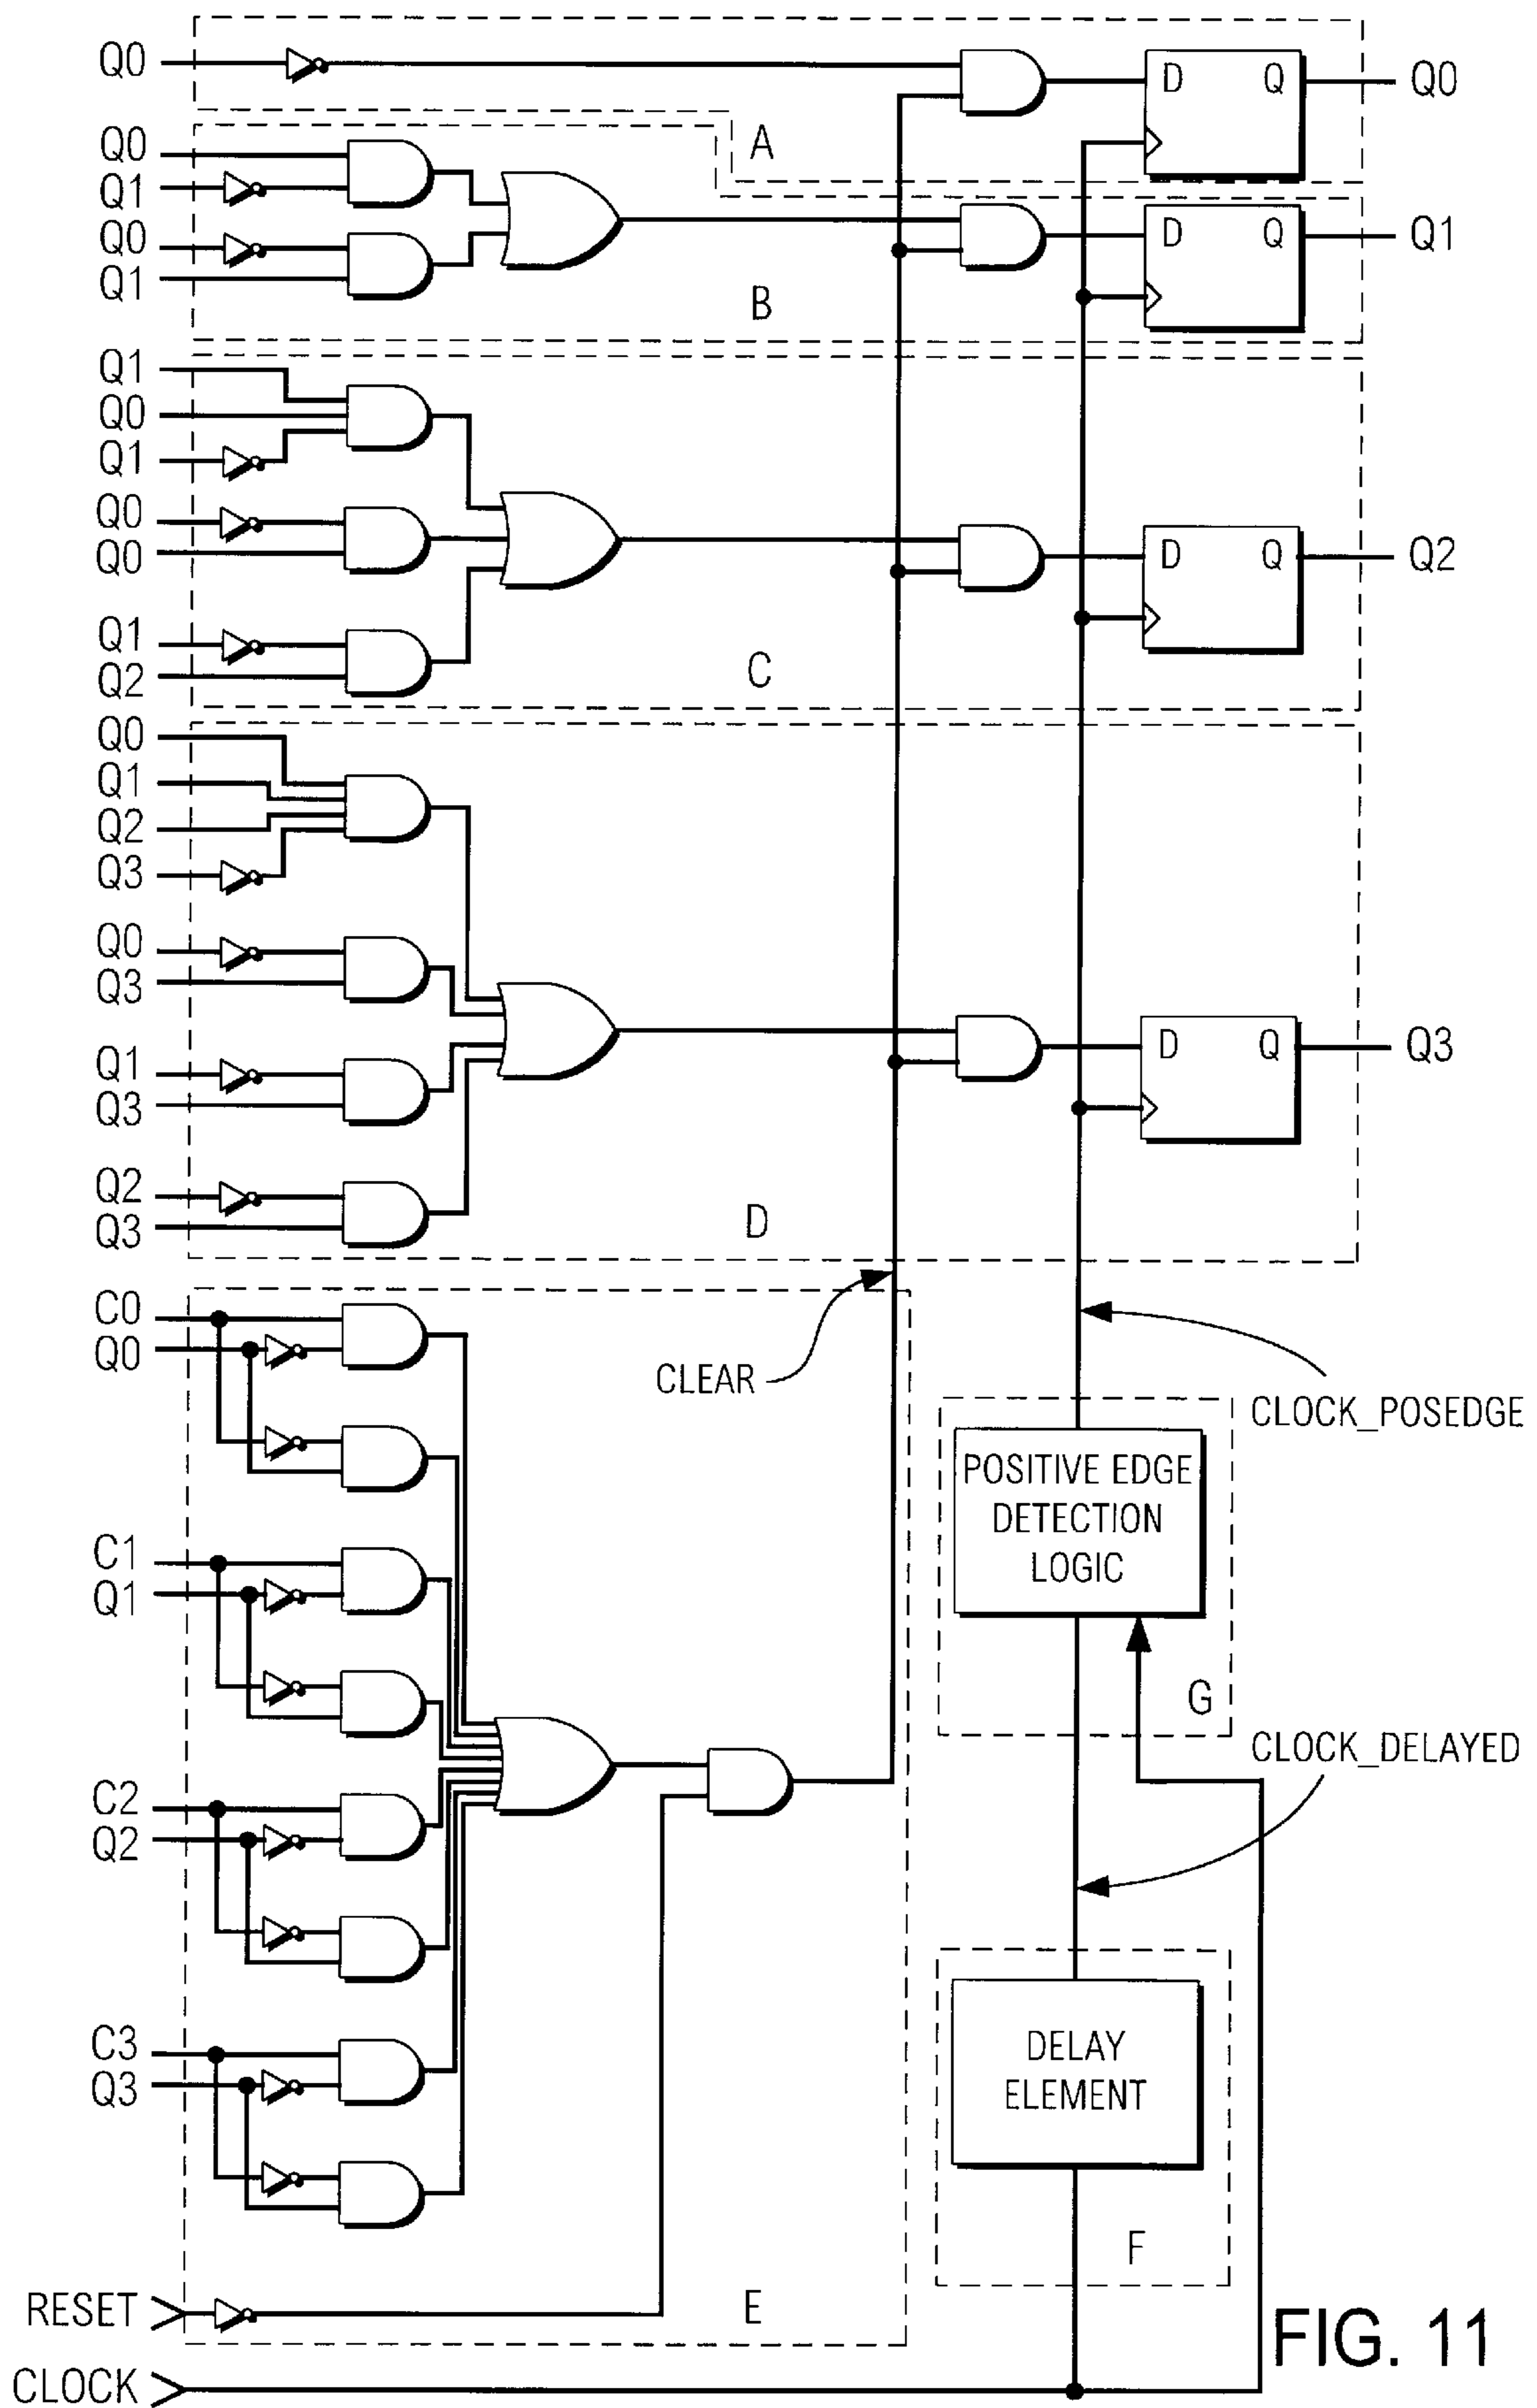 Q0
D Q
Q0
A
Q0
Q1
Q0
Q1
D Q
Q1
B
Q1
Q0
Q1
Q0
Q0
D Q
Q2
Q1
Q2
C
Q0
Q1
Q2
Q3
Q0
Q3
D Q
Q3
Q1
Q3
Q2
Q3
D
C0
Q0
CLEAR
CLOCK_POSEDGE
POSITIVE EDGE
DETECTION
LOGIC
C1
Q1
G
CLOCK_DELAYED
C2
Q2
C3
Q3
DELAY
ELEMENT
F
RESET
E
FIG. 11
CLOCK